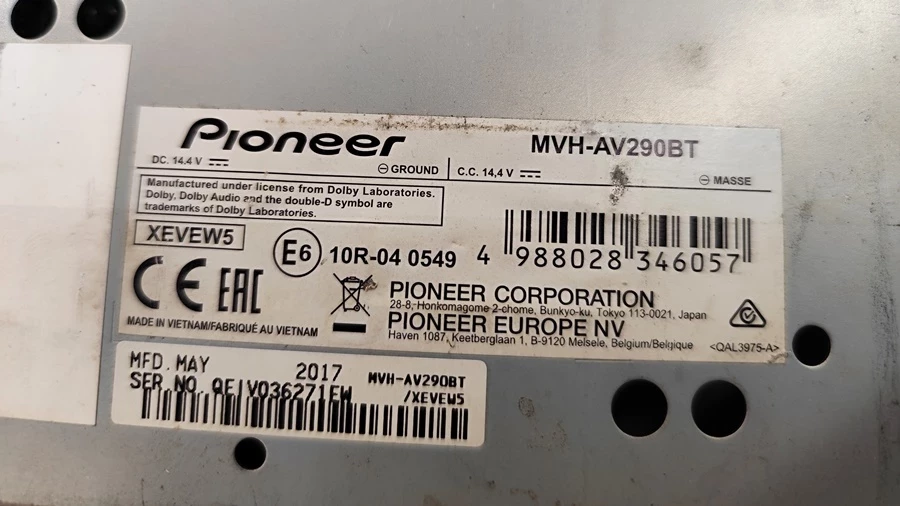 Pioneer
MVH-AV290BT
DC. 14.4 V
⊖ GROUND
C.C. 14,4 V
⊖ MASSE
Manufactured under license from Dolby Laboratories.
Dolby, Dolby Audio and the double-D symbol are
trademarks of Dolby Laboratories.
XEVEW5
E6
10R-04 0549
4 988028 346057
CE EAC
PIONEER CORPORATION
28-8, Honkomagome 2-chome, Bunkyo-ku, Tokyo 113-0021, Japan
PIONEER EUROPE NV
Haven 1087, Keetberglaan 1, B-9120 Melsele, Belgium/Belgique
MADE IN VIETNAM/FABRIQUÉ AU VIETNAM
<QAL3975-A>
MFD. MAY 2017 MVH-AV290BT
SER. NO. /XEVEW5